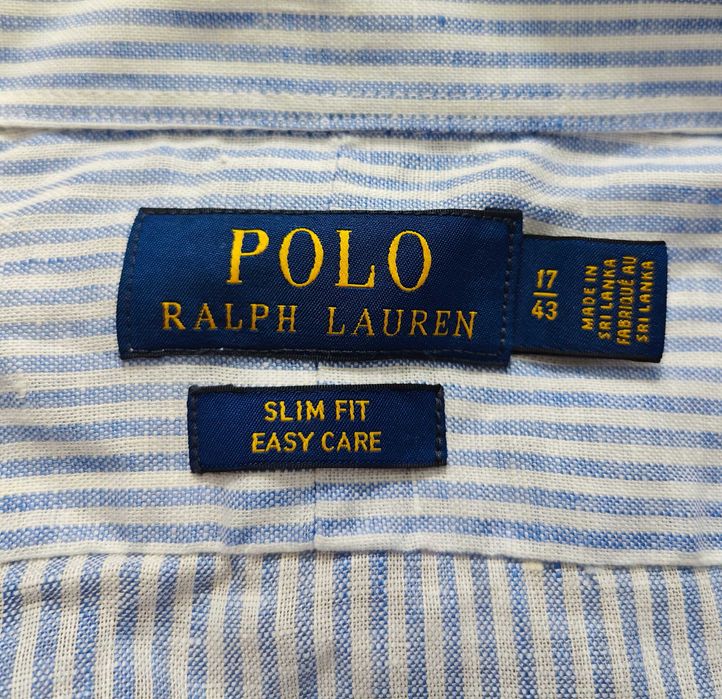 POLO
RALPH LAUREN
17
43
MADE IN
SRI LANKA
FABRIQUÉ AU
SRI LANKA
SLIM FIT
EASY CARE